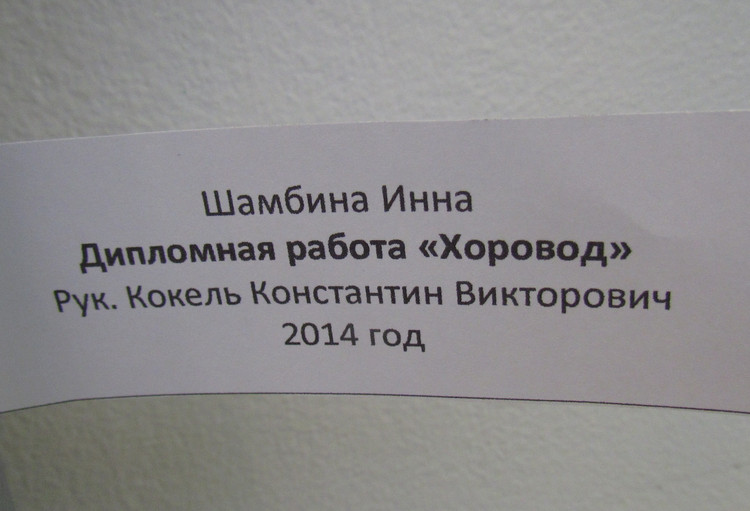 Шамбина Инна
Дипломная работа «Хоровод»
Рук. Кокель Константин Викторович
2014 год